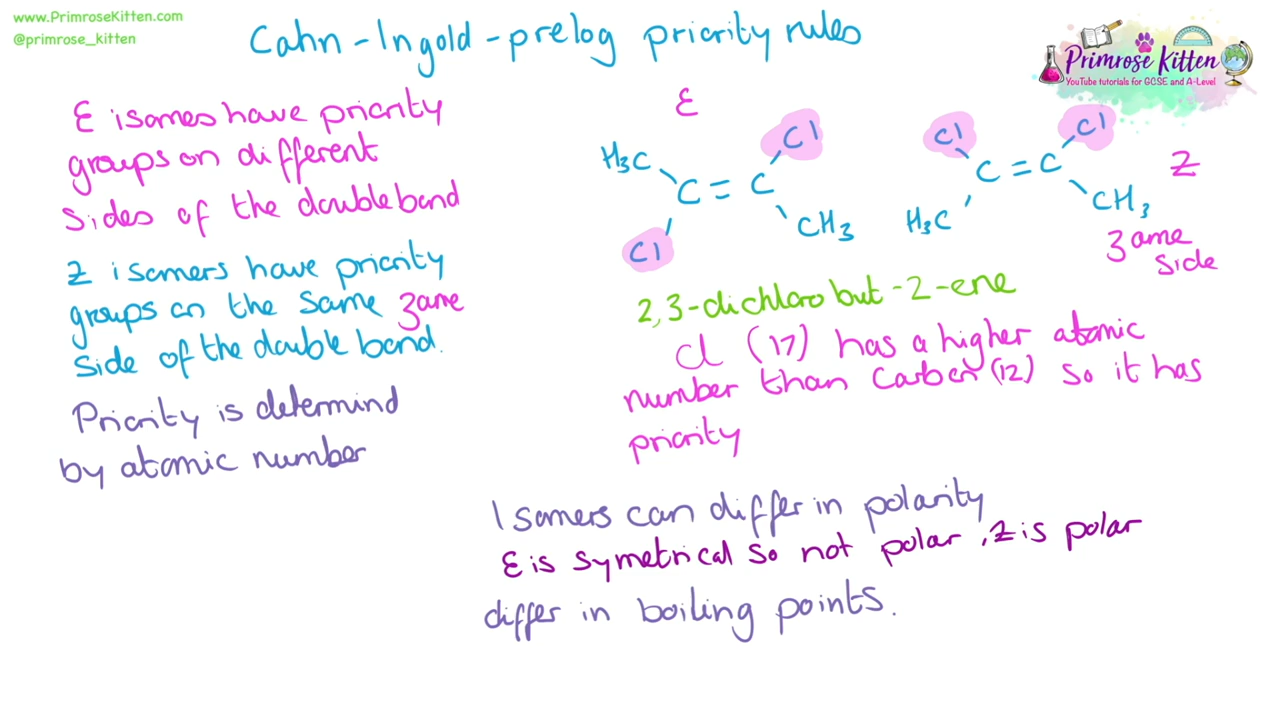 www.PrimroseKitten.com
@primrose_kitten
Cahn-Ingold-prelog priority rules
Primrose Kitten
YouTube tutorials for GCSE and A-Level
E isomes have priority
groups on different
sides of the double bond
Z isomers have priority
groups on the same zame
side of the double bond.
Priority is determind
by atomic number
E
H3C
Cl
C = C
Cl
CH3
Cl
Cl
C = C
H3C
CH3
Z
zame
side
2,3-dichlorobut-2-ene
Cl (17) has a higher atomic
number than Carbon (12) so it has
priority
Isomers can differ in polarity
E is symetrical so not polar, Z is polar
differ in boiling points.